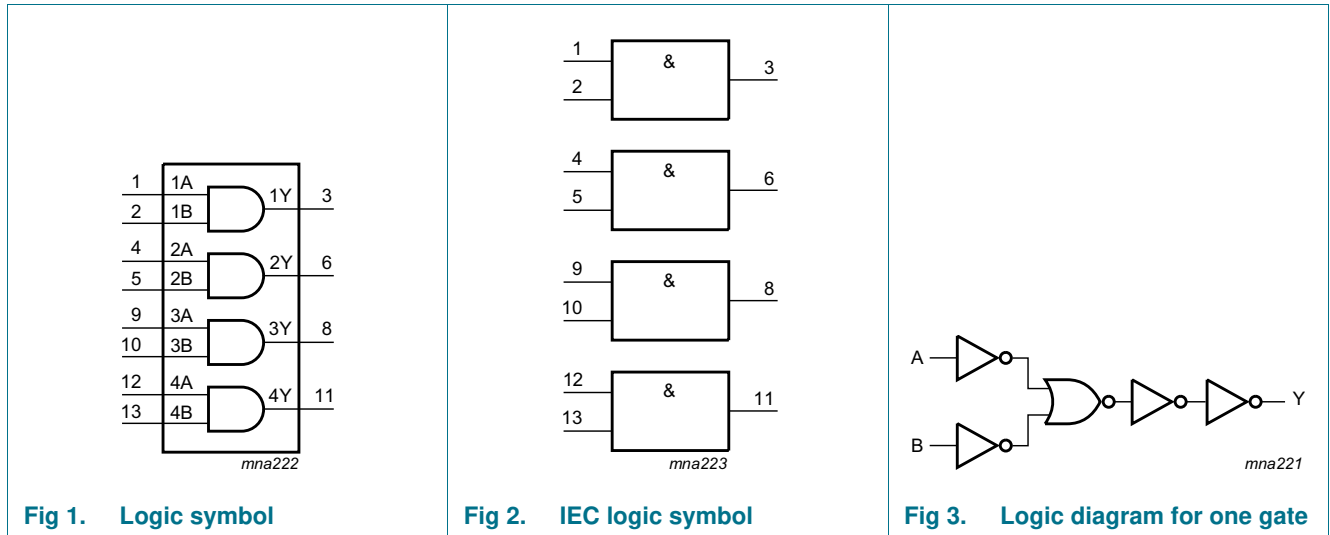 1 1A
2 1B
1Y 3
4 2A
5 2B
2Y 6
9 3A
10 3B
3Y 8
12 4A
13 4B
4Y 11
mna222
Fig 1. Logic symbol
1
2
&
3
4
5
&
6
9
10
&
8
12
13
&
11
mna223
Fig 2. IEC logic symbol
A
B
Y
mna221
Fig 3. Logic diagram for one gate